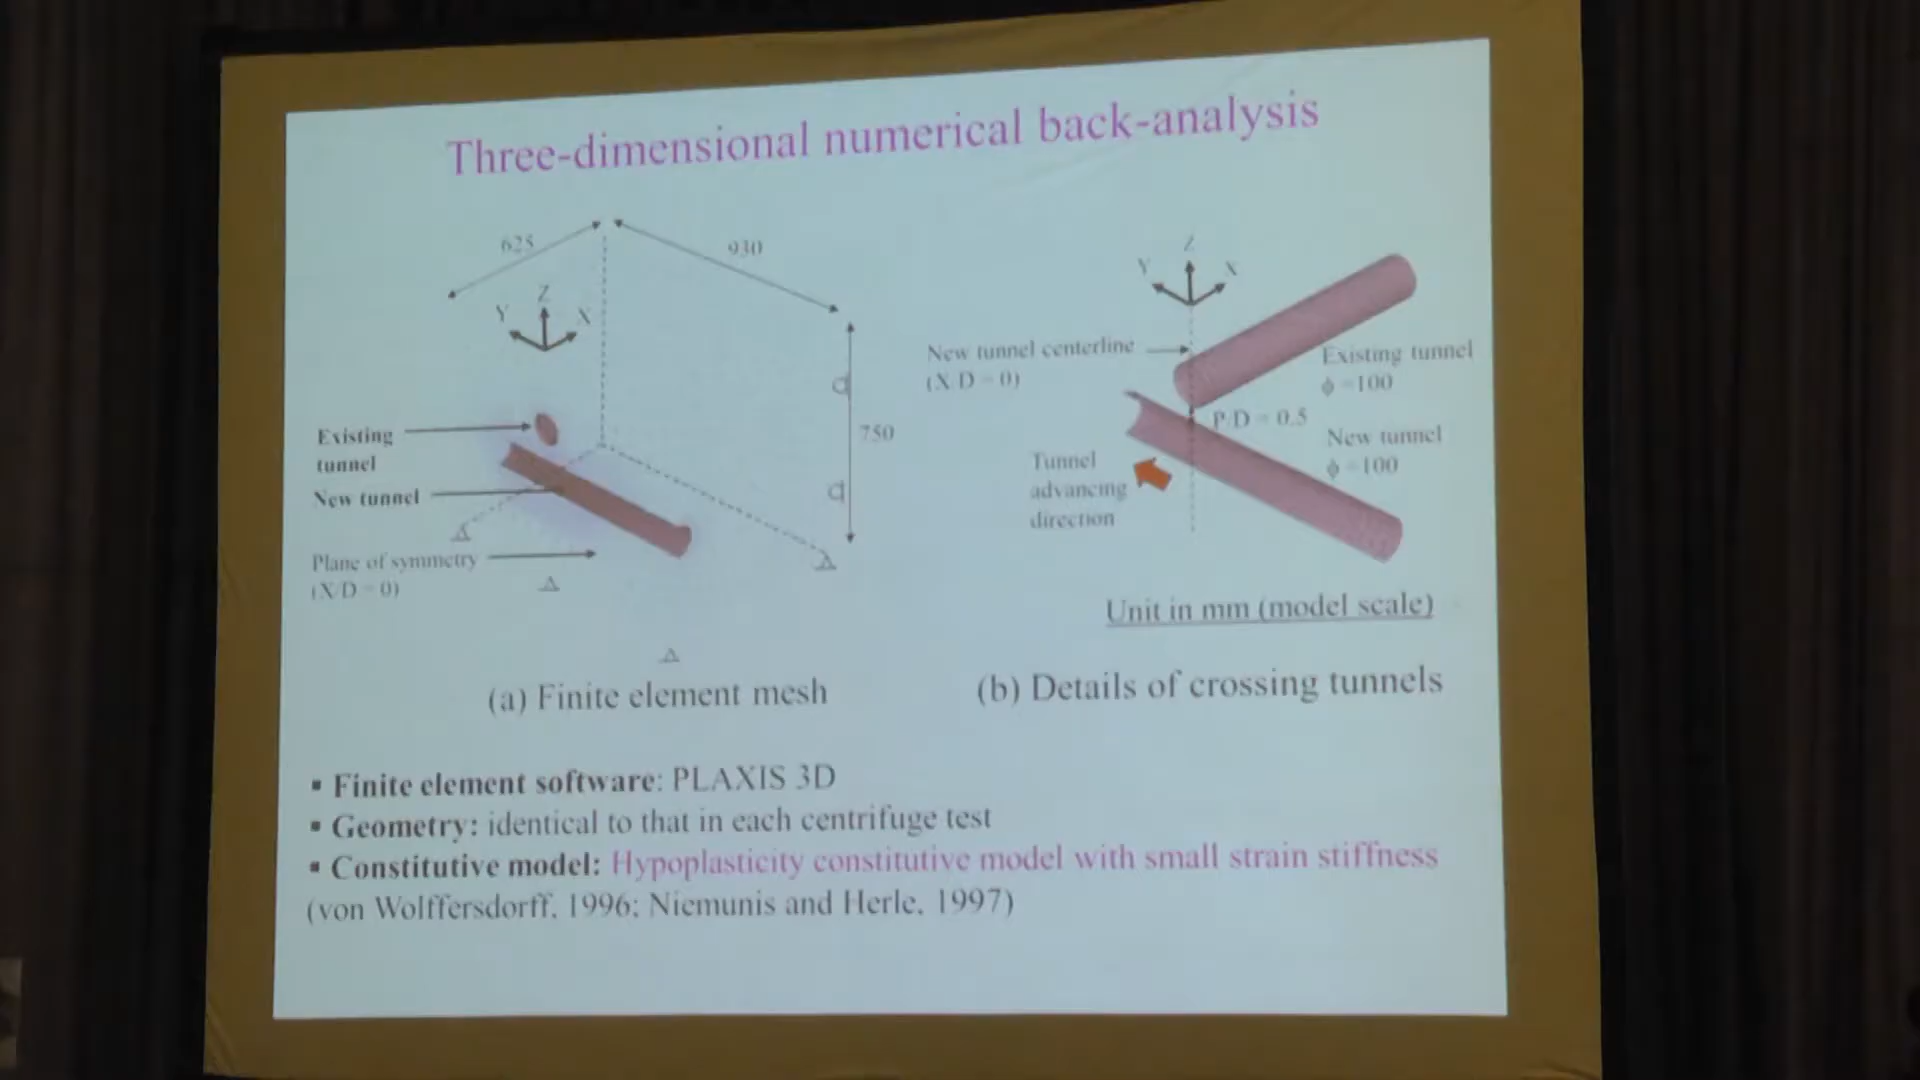 Three-dimensional numerical back-analysis
625
930
Z
Y
X
750
Existing
tunnel
New tunnel
Plane of symmetry
(X/D = 0)
(a) Finite element mesh
Z
Y
X
New tunnel centerline
(X/D = 0)
Existing tunnel
ϕ =100
P/D = 0.5
New tunnel
ϕ =100
Tunnel
advancing
direction
Unit in mm (model scale)
(b) Details of crossing tunnels
▪ Finite element software: PLAXIS 3D
▪ Geometry: identical to that in each centrifuge test
▪ Constitutive model: Hypoplasticity constitutive model with small strain stiffness
(von Wolffersdorff, 1996; Niemunis and Herle, 1997)